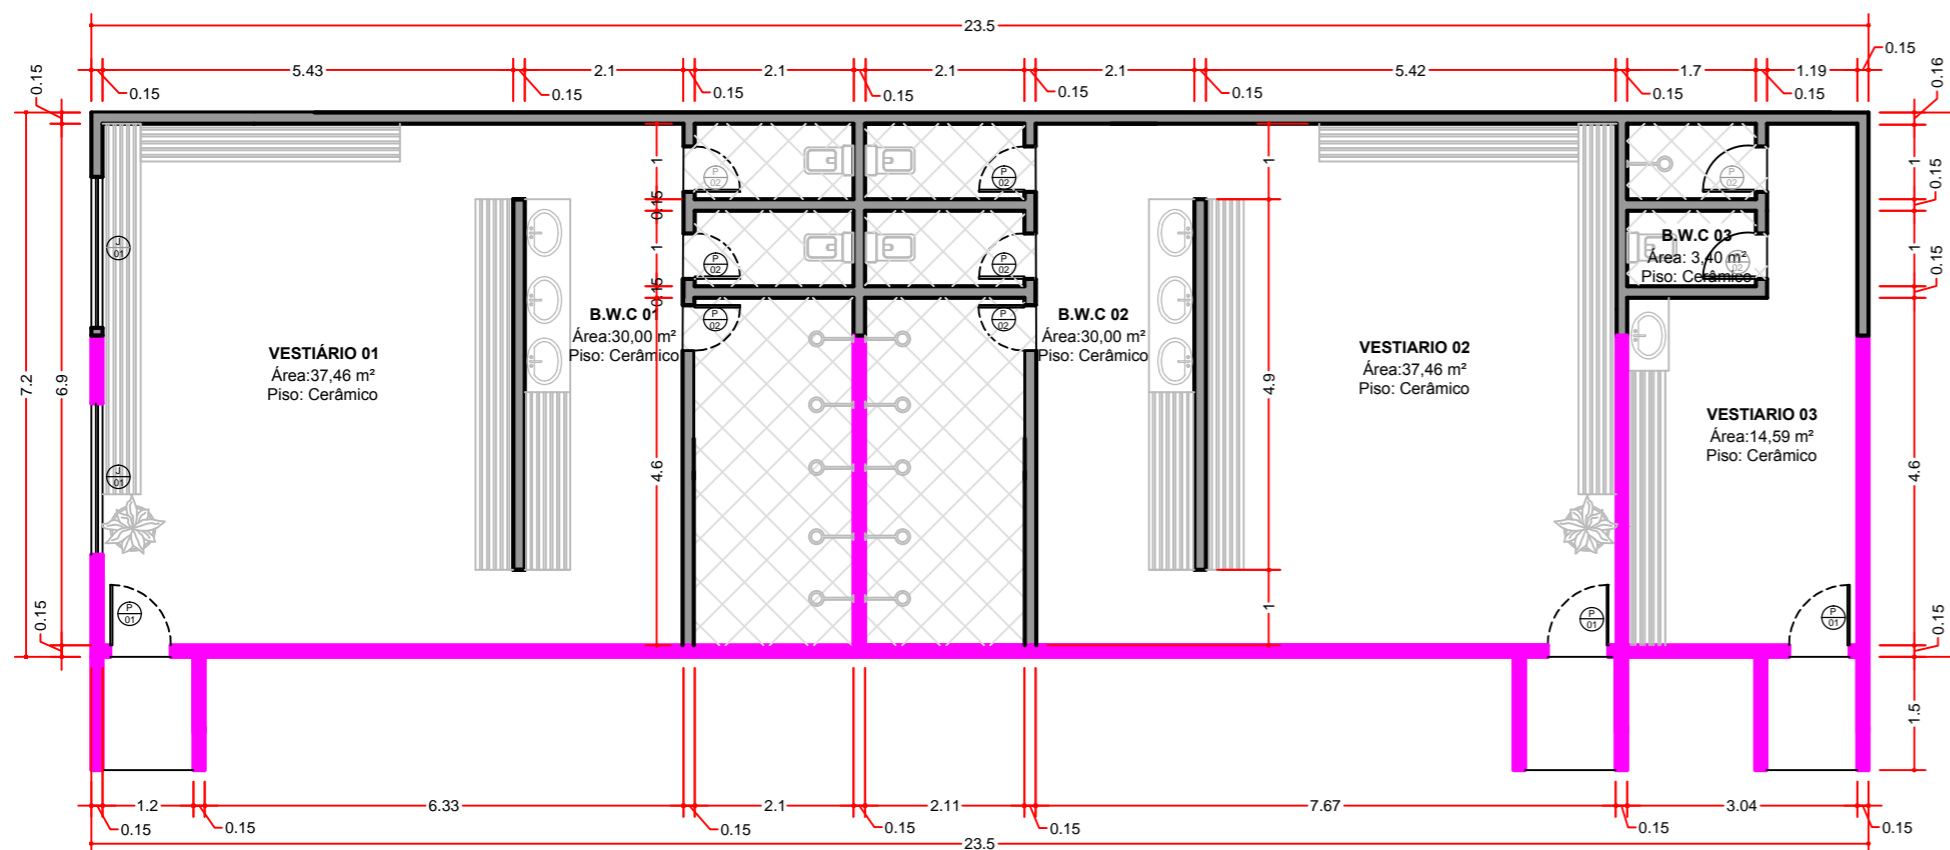 23.5
0.15
5.43
2.1
2.1
2.1
2.1
5.42
1.7
1.19
0.15
0.16
0.15
0.15
0.15
0.15
0.15
0.15
0.15
0.15
1
1
1
0.15
P
02
P
02
P
02
P
02
0.15
0.15
J
01
P
02
P
02
P
02
B.W.C 03
Área: 3,40 m²
Piso: Cerâmico
1
1
0.15
0.15
B.W.C 01
Área:30,00 m²
Piso: Cerâmico
P
02
P
02
B.W.C 02
Área:30,00 m²
Piso: Cerâmico
VESTIÁRIO 01
Área:37,46 m²
Piso: Cerâmico
VESTIARIO 02
Área:37,46 m²
Piso: Cerâmico
7.2
6.9
4.9
VESTIARIO 03
Área:14,59 m²
Piso: Cerâmico
J
01
4.6
4.6
0.15
P
01
1
P
01
P
01
0.15
1.5
1.2
6.33
2.1
2.11
7.67
3.04
0.15
0.15
0.15
0.15
0.15
0.15
0.15
23.5